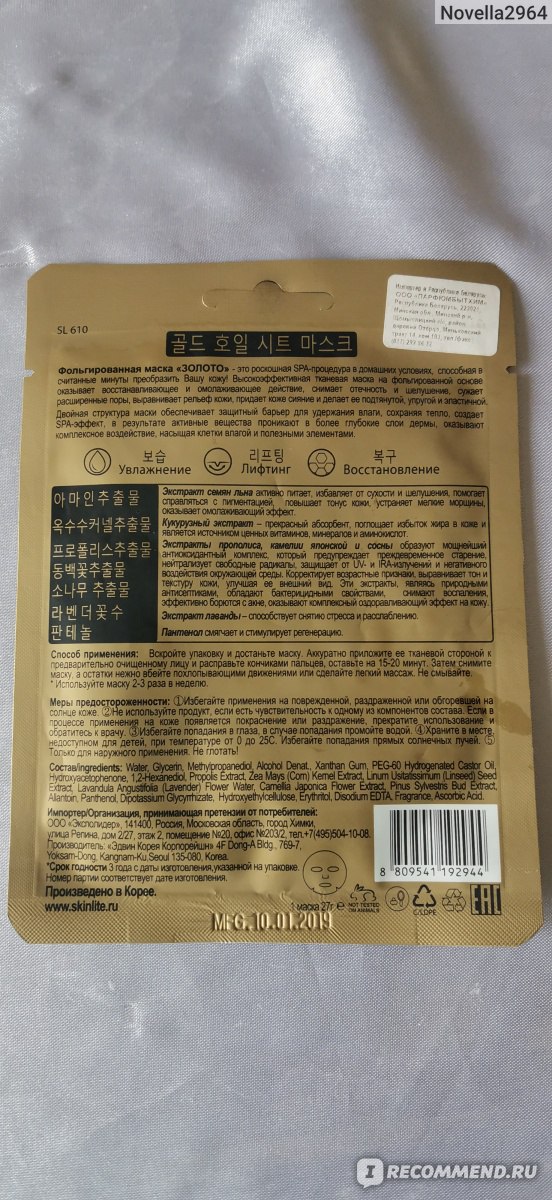 Novella2964
Импортер в Республике Беларусь:
ООО «ПАРФЮМБЫТХИМ»
Республика Беларусь, 223021
SL 610
골드 호일 시트 마스크
Фольгированная маска «ЗОЛОТО» - это роскошная SPA-процедура в домашних условиях, способная в
считанные минуты преобразить Вашу кожу! Высокоэффективная тканевая маска на фольгированной основе
оказывает восстанавливающее и омолаживающее действие, снимает отечность и шелушение, сужает
расширенные поры, выравнивает рельеф кожи, придает коже сияние и делает ее подтянутой, упругой и эластичной.
Двойная структура маски обеспечивает защитный барьер для удержания влаги, сохраняя тепло, создает
SPA-эффект, в результате активные вещества проникают в более глубокие слои дермы, оказывают
комплексное воздействие, насыщая клетки влагой и полезными элементами.
보습 리프팅 복구
Увлажнение Лифтинг Восстановление
아마인추출물
옥수수커넬추출물
프로폴리스추출물
동백꽃추출물
소나무 추출물
라벤더꽃수
판테놀
Экстракт семян льна активно питает, избавляет от сухости и шелушения, помогает
справляться с пигментацией, повышает тонус кожи, устраняет мелкие морщины,
оказывает омолаживающий эффект.
Кукурузный экстракт – прекрасный абсорбент, поглощает избыток жира в коже и
является источником ценных витаминов, минералов и аминокислот.
Экстракты прополиса, камелии японской и сосны образуют мощнейший
антиоксидантный комплекс, который предупреждает преждевременное старение,
нейтрализует свободные радикалы, защищает от UV- и IRA-излучений и негативного
воздействия окружающей среды. Корректирует возрастные признаки, выравнивает тон и
текстуру кожи, улучшая ее внешний вид. Эти экстракты, являясь природными
антисептиками, обладают бактерицидными свойствами, снимают воспаления,
эффективно борются с акне, оказывают комплексный оздоравливающий эффект на кожу.
Экстракт лаванды – способствует снятию стресса и расслаблению.
Пантенол смягчает и стимулирует регенерацию.
Способ применения: Вскройте упаковку и достаньте маску. Аккуратно приложите ее тканевой стороной к
предварительно очищенному лицу и расправьте кончиками пальцев, оставьте на 15-20 минут. Затем снимите
маску, а остатки нежно вбейте похлопывающими движениями или сделайте легкий массаж. Не смывайте.
* Используйте маску 2-3 раза в неделю.
Меры предосторожности: ①Избегайте применения на поврежденной, раздраженной или обгоревшей на
солнце коже. ②Не используйте продукт, если есть чувствительность к одному из компонентов состава. Если в
процессе применения на коже появляется покраснение или раздражение, прекратите использование и
обратитесь к врачу. ③Избегайте попадания в глаза, в случае попадания промойте водой. ④Храните в месте,
недоступном для детей, при температуре от 0 до 25С. Избегайте попадания прямых солнечных лучей. ⑤
Только для наружного применения. Не глотать!
Состав/ingredients: Water, Glycerin, Methylpropanediol, Alcohol Denat., Xanthan Gum, PEG-60 Hydrogenated Castor Oil,
Hydroxyacetophenone, 1,2-Hexanediol, Propolis Extract, Zea Mays (Corn) Kernel Extract, Linum Usitatissimum (Linseed) Seed
Extract, Lavandula Angustifolia (Lavender) Flower Water, Camellia Japonica Flower Extract, Pinus Sylvestris Bud Extract,
Allantoin, Panthenol, Dipotassium Glycyrrhizate, Hydroxyethylcellulose, Erythritol, Disodium EDTA, Fragrance, Ascorbic Acid.
Импортер/Организация, принимающая претензии от потребителей:
ООО «Эксполидер», 141400, Россия, Московская область, город Химки,
улица Репина, дом 2/27, этаж 2, помещение №20, офис №203/2, тел.+7(495)504-10-08.
Производитель: «Эдвин Корея Корпорейшн» 4F Dong-A Bldg., 769-7,
Yoksam-Dong, Kangnam-Ku,Seoul 135-080, Korea.
*Срок годности 3 года с даты изготовления,указанной на упаковке.
Номер партии соответствует дате изготовления.
Произведено в Корее.
www.skinlite.ru
1 маска 27г e
NOT TESTED
ON ANIMALS
C/LDPE
EAC
8 809541 192944
MFG.10.01.2019
IRECOMMEND.RU